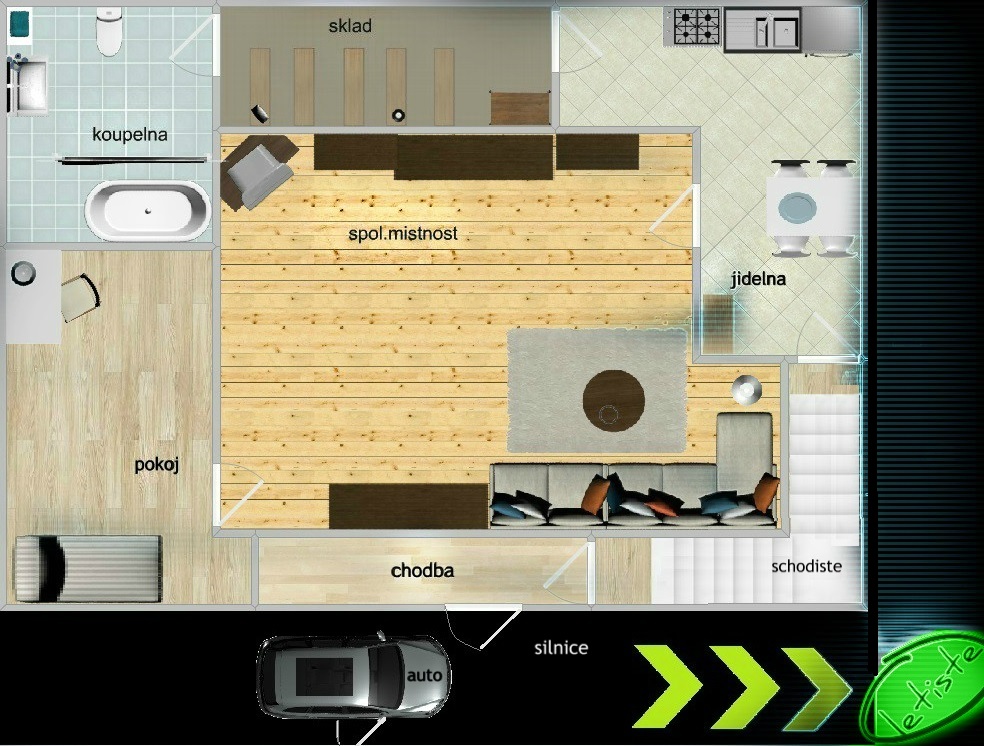 sklad
koupelna
spol.mistnost
jidelna
pokoj
chodba
schodiste
silnice
auto
letiste